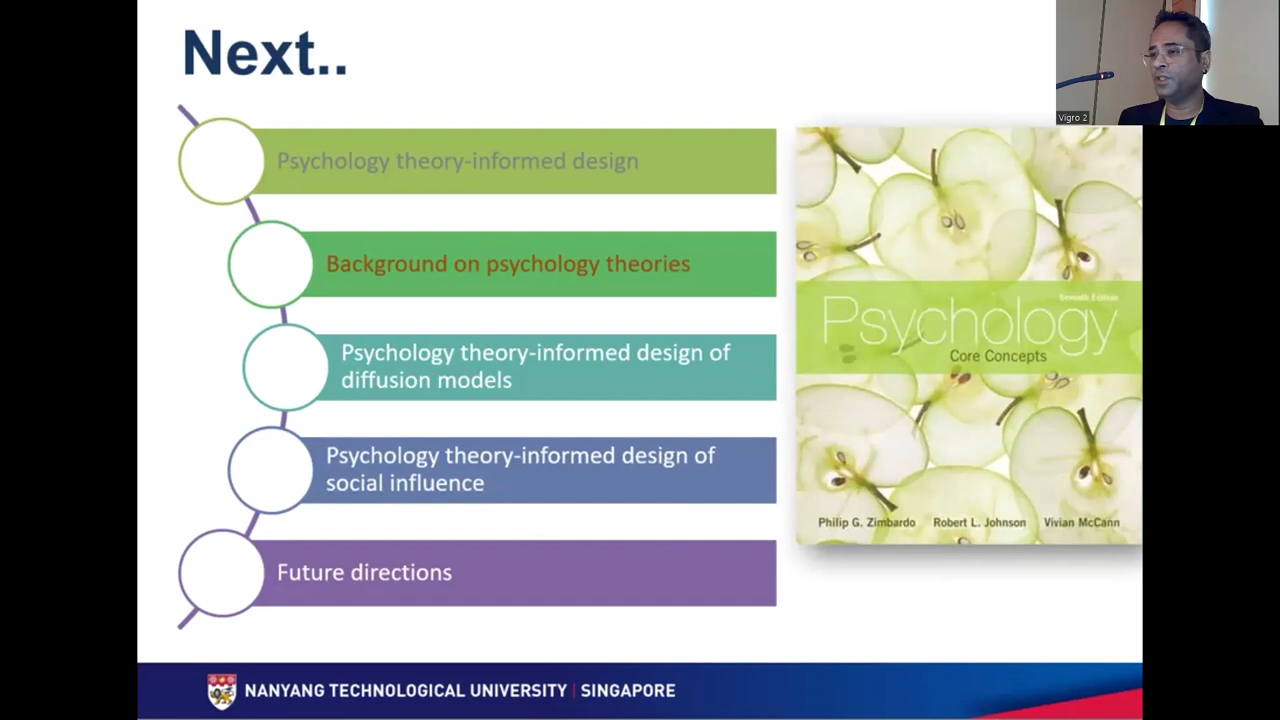 Next..
Vigro 2
Psychology theory-informed design
Background on psychology theories
Psychology theory-informed design of
diffusion models
Psychology theory-informed design of
social influence
Future directions
Seventh Edition
Psychology
Core Concepts
Philip G. Zimbardo Robert L. Johnson Vivian McCann
NANYANG TECHNOLOGICAL UNIVERSITY | SINGAPORE